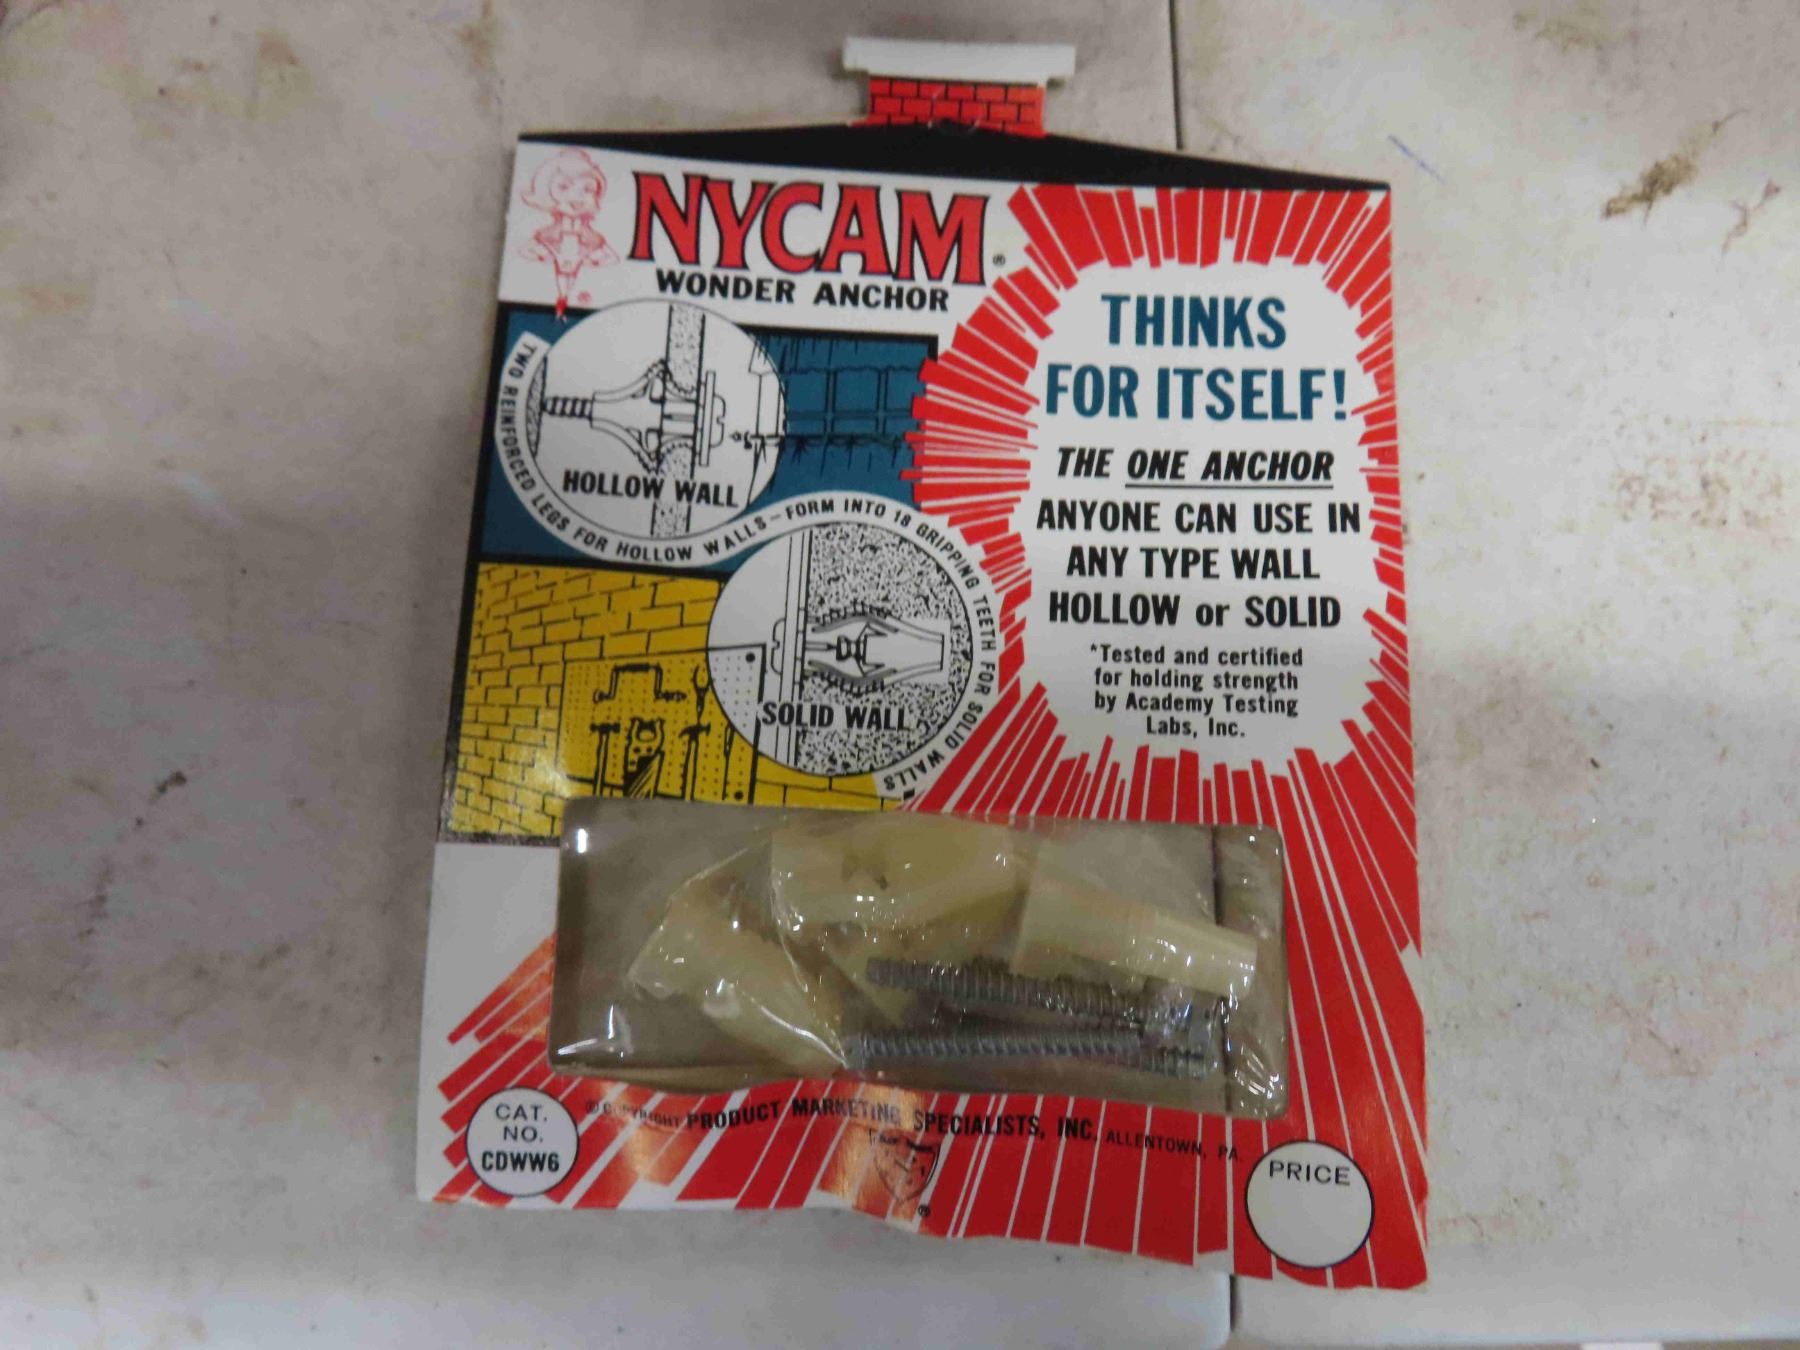 NYCAM®
WONDER ANCHOR
®
TWO REINFORCED LEGS FOR HOLLOW WALLS - FORM INTO 18 GRIPPING TEETH FOR SOLID WALLS
HOLLOW WALL
SOLID WALL
THINKS
FOR ITSELF!
THE ONE ANCHOR
ANYONE CAN USE IN
ANY TYPE WALL
HOLLOW or SOLID
*Tested and certified
for holding strength
by Academy Testing
Labs, Inc.
CAT.
NO.
CDWW6
© COPYRIGHT PRODUCT MARKETING SPECIALISTS, INC. ALLENTOWN, PA.
®
PRICE